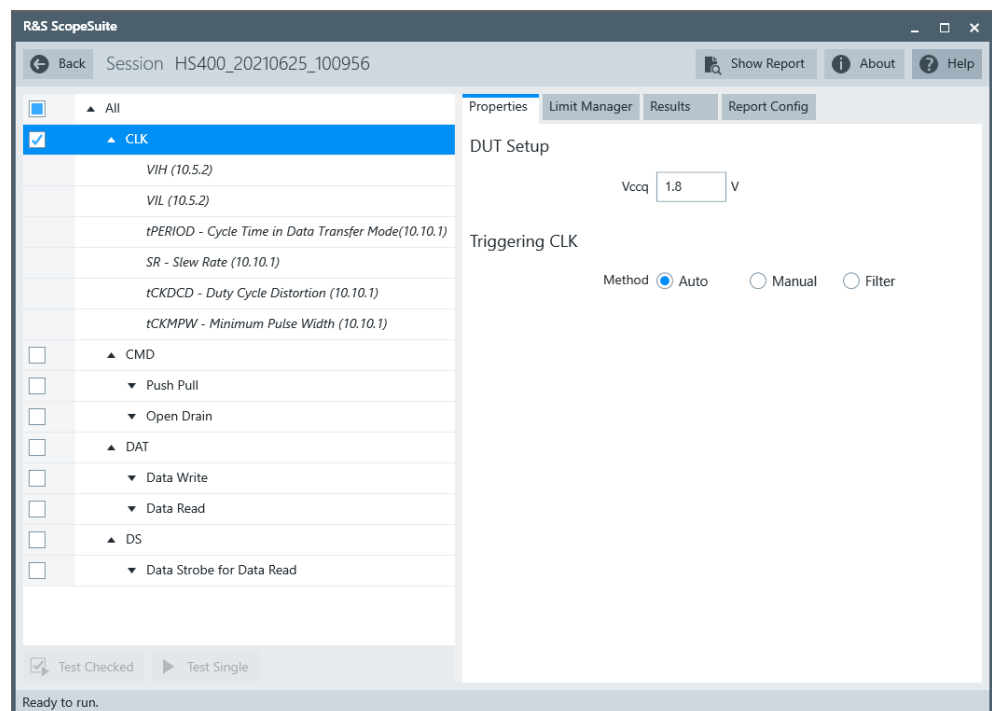 R&S ScopeSuite
Back Session HS400_20210625_100956 Show Report About Help
All
CLK
VIH (10.5.2)
VIL (10.5.2)
tPERIOD - Cycle Time in Data Transfer Mode(10.10.1)
SR - Slew Rate (10.10.1)
tCKDCD - Duty Cycle Distortion (10.10.1)
tCKMPW - Minimum Pulse Width (10.10.1)
CMD
Push Pull
Open Drain
DAT
Data Write
Data Read
DS
Data Strobe for Data Read
Test Checked Test Single
Properties Limit Manager Results Report Config
DUT Setup
Vccq 1.8 V
Triggering CLK
Method Auto Manual Filter
Ready to run.